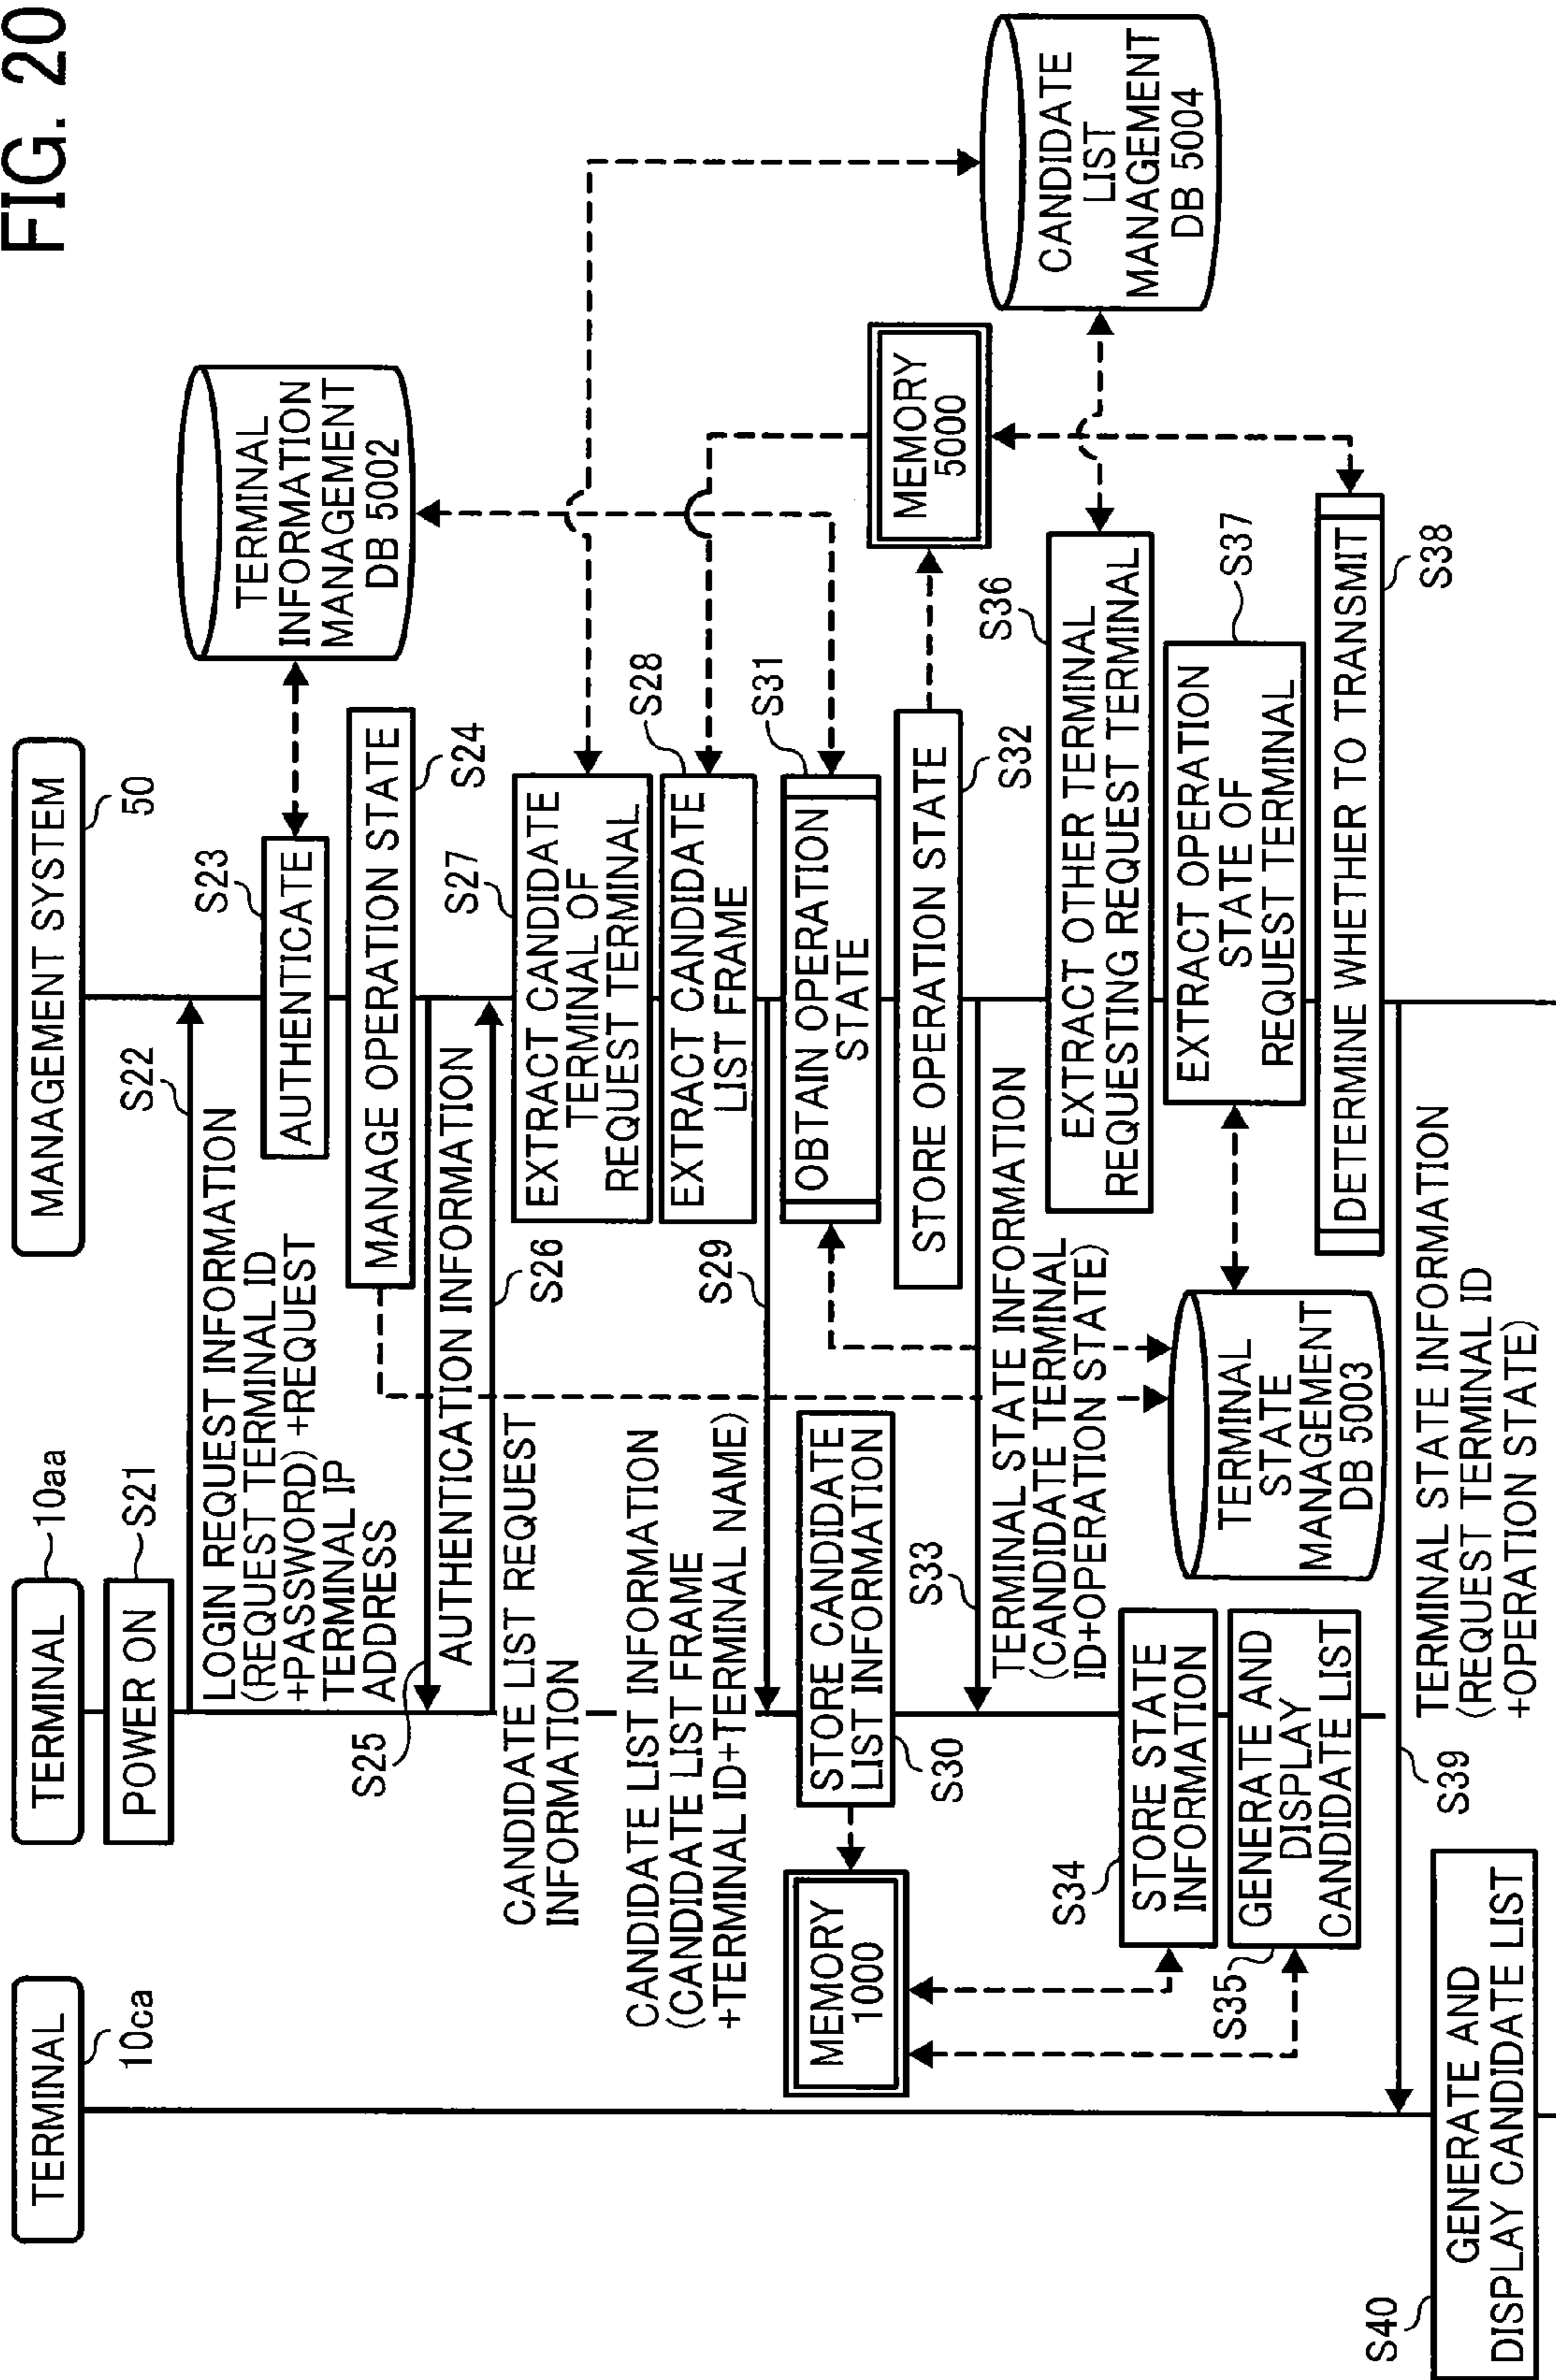 FIG. 20
TERMINAL
10ca
TERMINAL
10aa
MANAGEMENT SYSTEM
50
POWER ON
S21
S22
LOGIN REQUEST INFORMATION
(REQUEST TERMINAL ID
+PASSWORD) +REQUEST
TERMINAL IP
ADDRESS
S23
AUTHENTICATE
TERMINAL
INFORMATION
MANAGEMENT
DB 5002
MANAGE OPERATION STATE
S24
S25
AUTHENTICATION INFORMATION
S26
CANDIDATE LIST REQUEST
INFORMATION
S27
EXTRACT CANDIDATE
TERMINAL OF
REQUEST TERMINAL
S28
EXTRACT CANDIDATE
LIST FRAME
S29
CANDIDATE LIST INFORMATION
(CANDIDATE LIST FRAME
+TERMINAL ID+TERMINAL NAME)
STORE CANDIDATE
LIST INFORMATION
S30
MEMORY
1000
S31
OBTAIN OPERATION
STATE
STORE OPERATION STATE
S32
MEMORY
5000
CANDIDATE
LIST
MANAGEMENT
DB 5004
S33
TERMINAL STATE INFORMATION
(CANDIDATE TERMINAL
ID+OPERATION STATE)
S34
STORE STATE
INFORMATION
S35
GENERATE AND
DISPLAY
CANDIDATE LIST
TERMINAL
STATE
MANAGEMENT
DB 5003
S36
EXTRACT OTHER TERMINAL
REQUESTING REQUEST TERMINAL
S37
EXTRACT OPERATION
STATE OF
REQUEST TERMINAL
DETERMINE WHETHER TO TRANSMIT
S38
S39
TERMINAL STATE INFORMATION
(REQUEST TERMINAL ID
+OPERATION STATE)
S40
GENERATE AND
DISPLAY CANDIDATE LIST